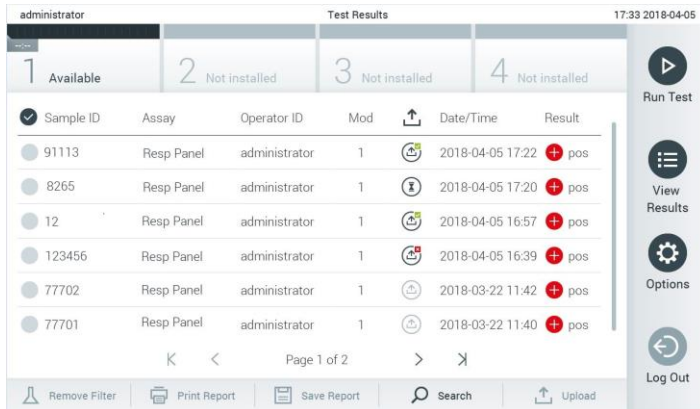 administrator Test Results 17:33 2018-04-05
--:--
1 Available 2 Not installed 3 Not installed 4 Not installed
Run Test
Sample ID Assay Operator ID Mod Date/Time Result
91113 Resp Panel administrator 1 2018-04-05 17:22 pos
8265 Resp Panel administrator 1 2018-04-05 17:20 pos
View
Results
12 Resp Panel administrator 1 2018-04-05 16:57 pos
123456 Resp Panel administrator 1 2018-04-05 16:39 pos
Options
77702 Resp Panel administrator 1 2018-03-22 11:42 pos
77701 Resp Panel administrator 1 2018-03-22 11:40 pos
Page 1 of 2
Log Out
Remove Filter Print Report Save Report Search Upload